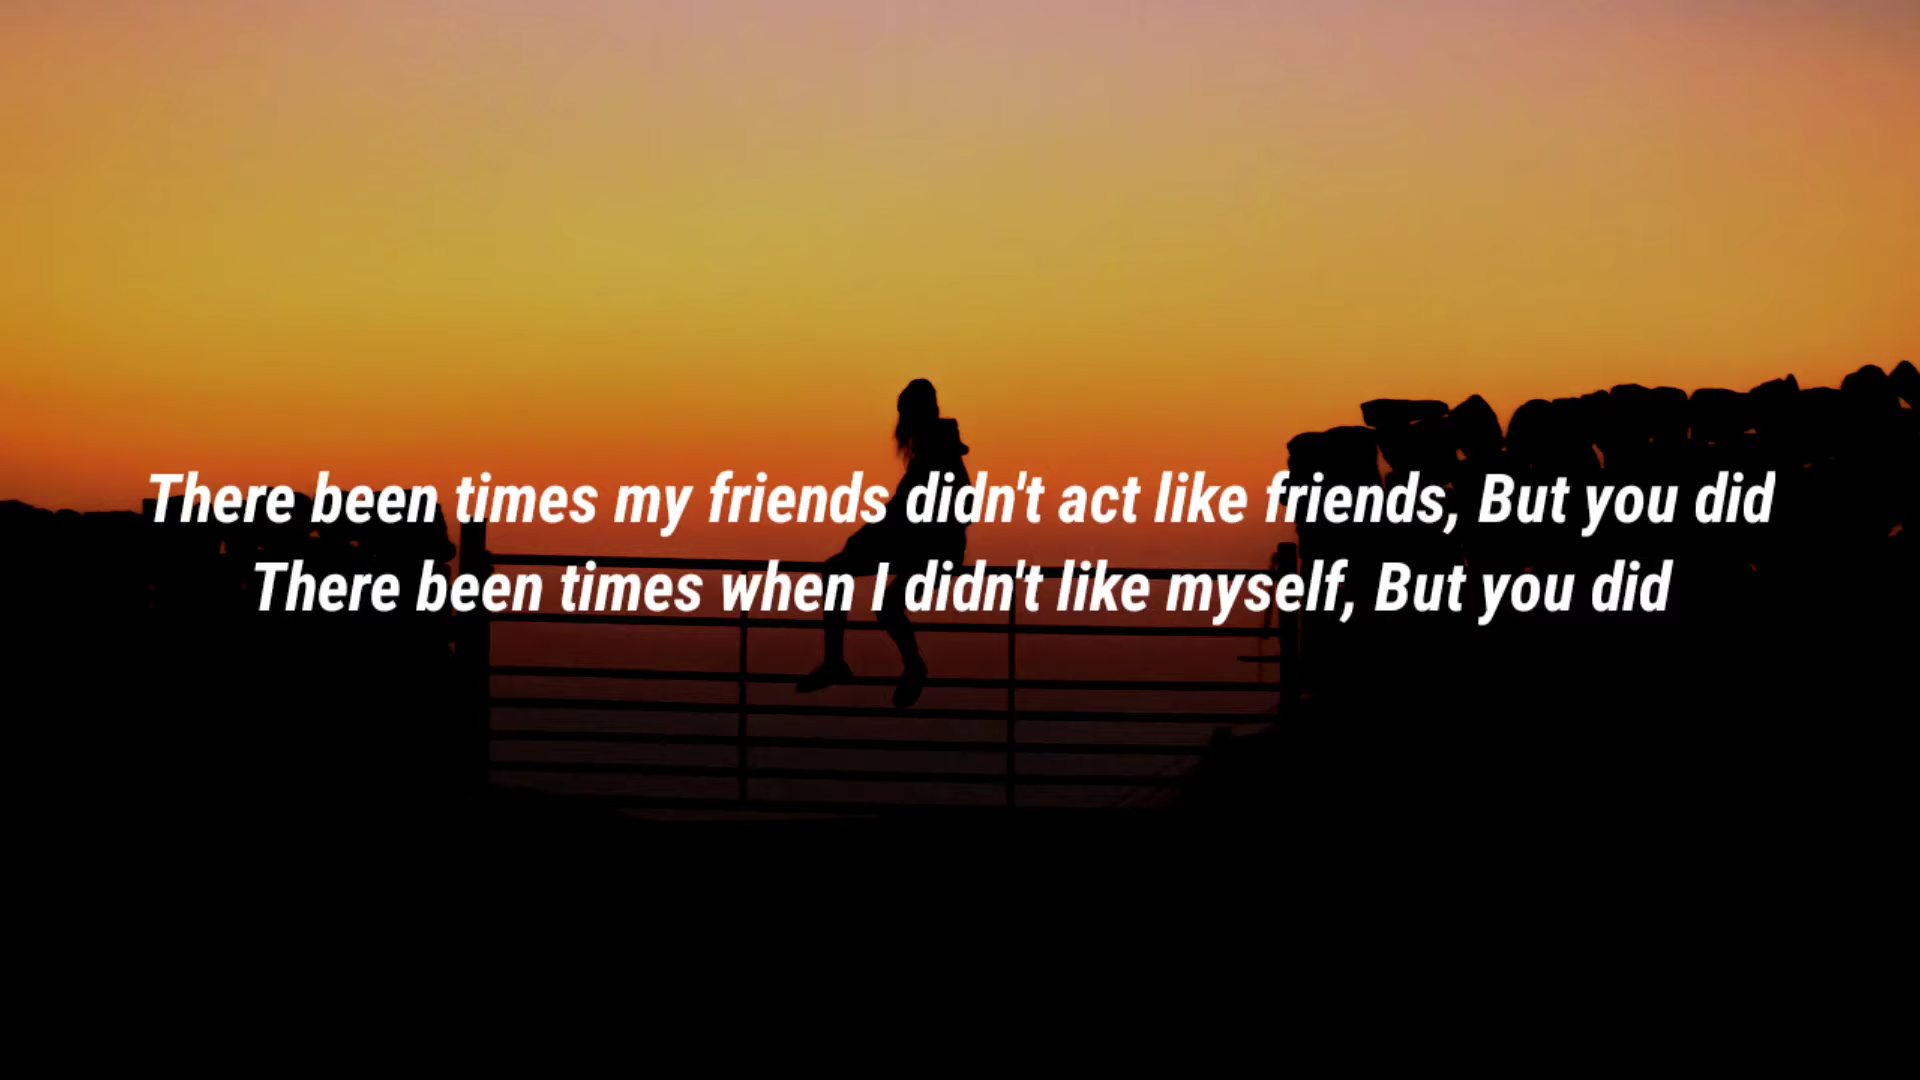 There been times my friends didn't act like friends, But you did
There been times when I didn't like myself, But you did